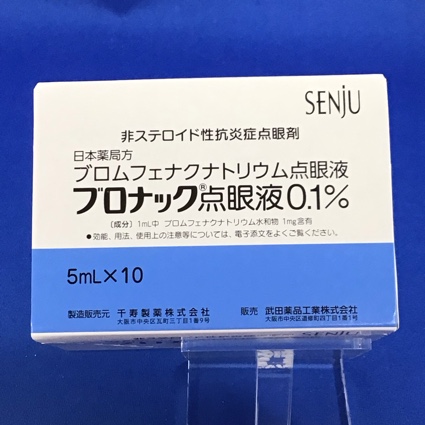 SENJU
非ステロイド性抗炎症点眼剤
日本薬局方
ブロムフェナクナトリウム点眼液
ブロナック®点眼液0.1%
〔成分〕1mL中 ブロムフェナクナトリウム水和物 1mg含有
●効能、用法、使用上の注意等については、電子添文をよくご覧ください。
5mL×10
製造販売元 千寿製薬株式会社 販売 武田薬品工業株式会社
大阪市中央区瓦町三丁目1番9号 大阪市中央区道修町四丁目1番1号